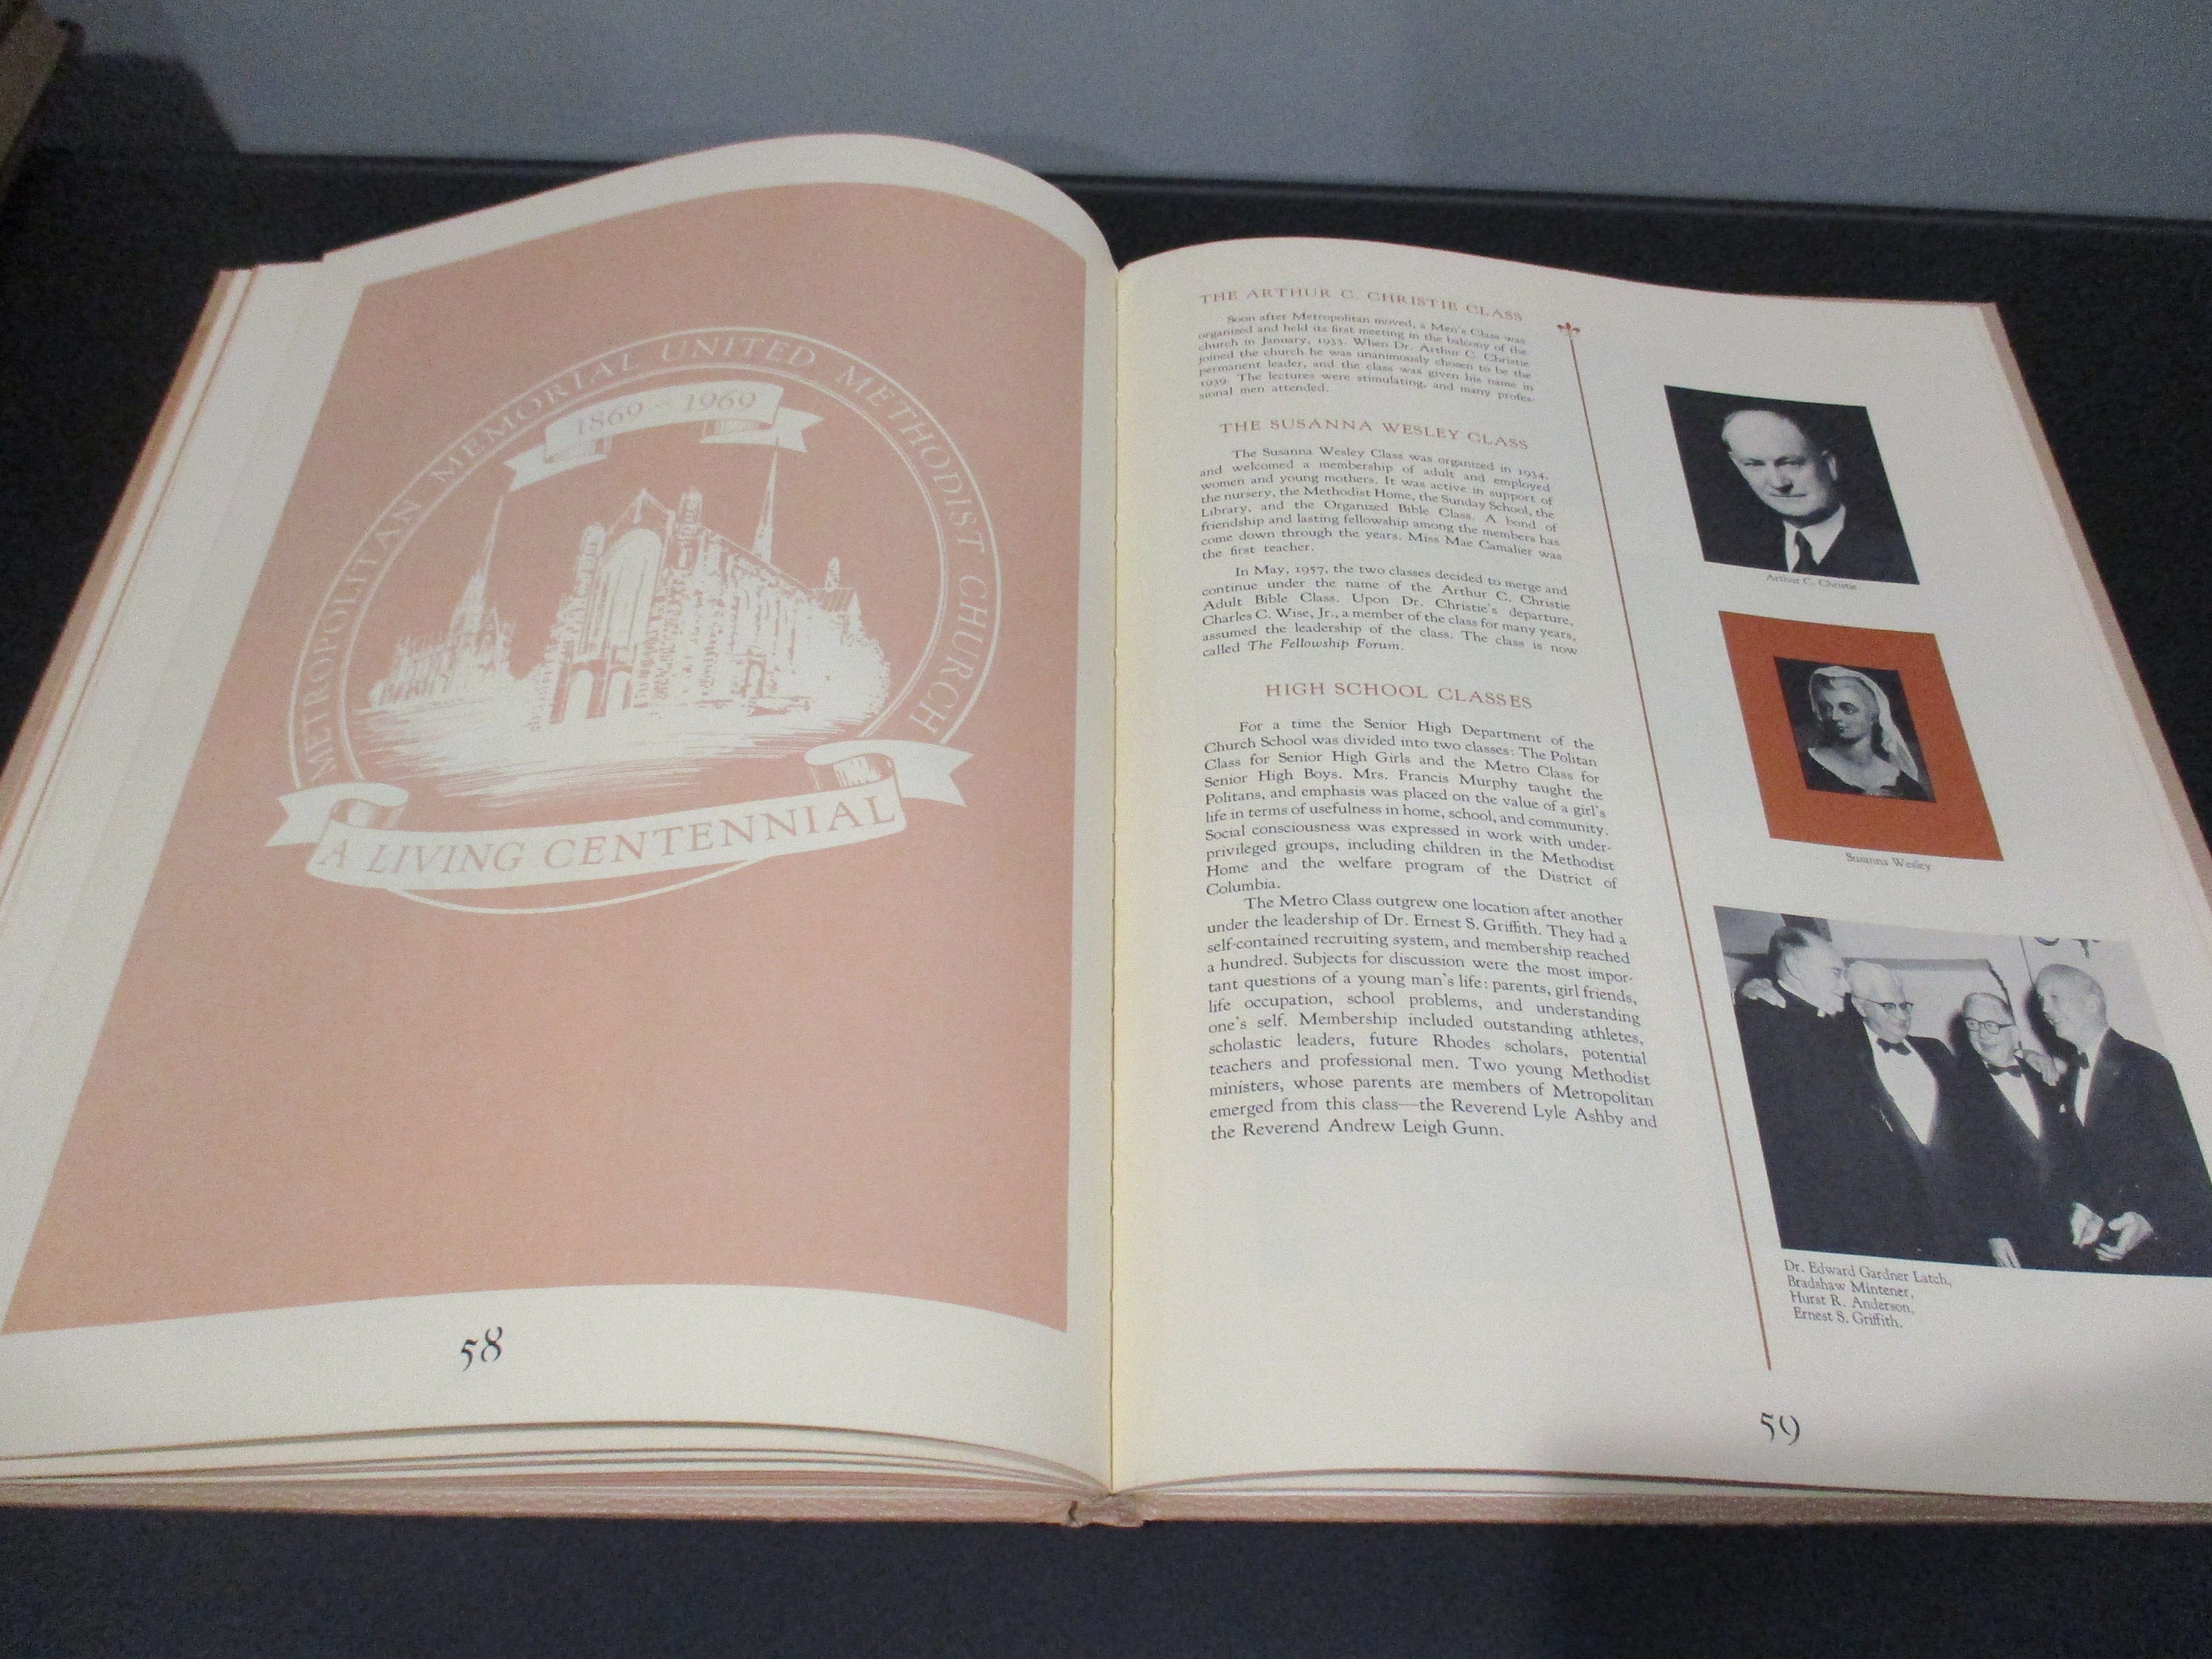 METROPOLITAN MEMORIAL UNITED METHODIST CHURCH
1869 - 1969
A LIVING CENTENNIAL
58
THE ARTHUR C. CHRISTIE CLASS
Soon after Metropolitan moved, a Men's Class was
organized and held its first meeting in the balcony of the
church in January, 1933. When Dr. Arthur C. Christie
joined the church he was unanimously chosen to be the
permanent leader, and the class was given his name in
1939. The lectures were stimulating, and many profes-
sional men attended.
THE SUSANNA WESLEY CLASS
The Susanna Wesley Class was organized in 1934,
and welcomed a membership of adult and employed
women and young mothers. It was active in support of
the nursery, the Methodist Home, the Sunday School, the
Library, and the Organized Bible Class. A bond of
friendship and lasting fellowship among the members has
come down through the years. Miss Mae Camalier was
the first teacher.
In May, 1957, the two classes decided to merge and
continue under the name of the Arthur C. Christie
Adult Bible Class. Upon Dr. Christie's departure,
Charles C. Wise, Jr., a member of the class for many years,
assumed the leadership of the class. The class is now
called The Fellowship Forum.
HIGH SCHOOL CLASSES
For a time the Senior High Department of the
Church School was divided into two classes: The Politan
Class for Senior High Girls and the Metro Class for
Senior High Boys. Mrs. Francis Murphy taught the
Politans, and emphasis was placed on the value of a girl's
life in terms of usefulness in home, school, and community.
Social consciousness was expressed in work with under-
privileged groups, including children in the Methodist
Home and the welfare program of the District of
Columbia.
The Metro Class outgrew one location after another
under the leadership of Dr. Ernest S. Griffith. They had a
self-contained recruiting system, and membership reached
a hundred. Subjects for discussion were the most impor-
tant questions of a young man's life: parents, girl friends,
life occupation, school problems, and understanding
one's self. Membership included outstanding athletes,
scholastic leaders, future Rhodes scholars, potential
teachers and professional men. Two young Methodist
ministers, whose parents are members of Metropolitan
emerged from this class—the Reverend Lyle Ashby and
the Reverend Andrew Leigh Gunn.
Arthur C. Christie
Susanna Wesley
Dr. Edward Gardner Latch,
Bradshaw Mintener,
Hurst R. Anderson,
Ernest S. Griffith.
59